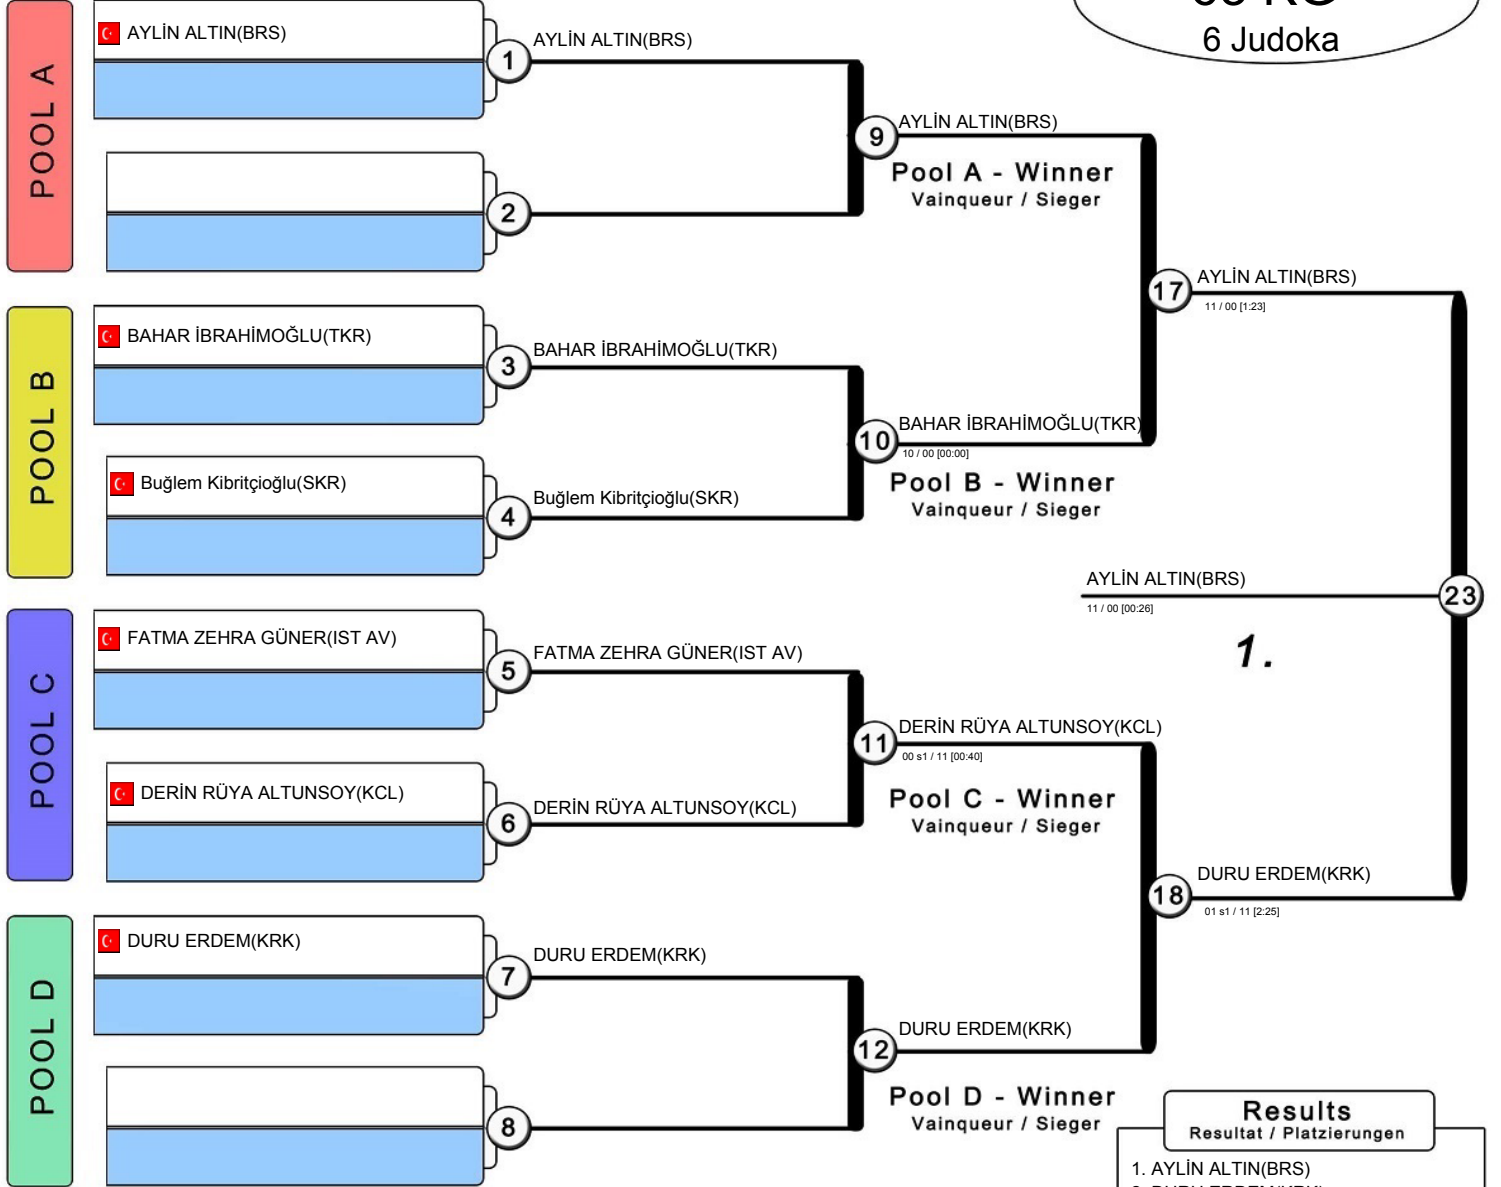 6 Judoka
POOL A
AYLİN ALTIN(BRS)
1
AYLİN ALTIN(BRS)
2
9
AYLİN ALTIN(BRS)
Pool A - Winner
Vainqueur / Sieger
POOL B
BAHAR İBRAHİMOĞLU(TKR)
3
BAHAR İBRAHİMOĞLU(TKR)
Buğlem Kibritçioğlu(SKR)
4
Buğlem Kibritçioğlu(SKR)
10
BAHAR İBRAHİMOĞLU(TKR)
10 / 00 [00:00]
Pool B - Winner
Vainqueur / Sieger
17
AYLİN ALTIN(BRS)
11 / 00 [1:23]
POOL C
FATMA ZEHRA GÜNER(IST AV)
5
FATMA ZEHRA GÜNER(IST AV)
DERİN RÜYA ALTUNSOY(KCL)
6
DERİN RÜYA ALTUNSOY(KCL)
11
DERİN RÜYA ALTUNSOY(KCL)
00 s1 / 11 [00:40]
Pool C - Winner
Vainqueur / Sieger
POOL D
DURU ERDEM(KRK)
7
DURU ERDEM(KRK)
8
12
DURU ERDEM(KRK)
Pool D - Winner
Vainqueur / Sieger
18
DURU ERDEM(KRK)
01 s1 / 11 [2:25]
23
AYLİN ALTIN(BRS)
11 / 00 [00:26]
1.
Results
Resultat / Platzierungen
1. AYLİN ALTIN(BRS)